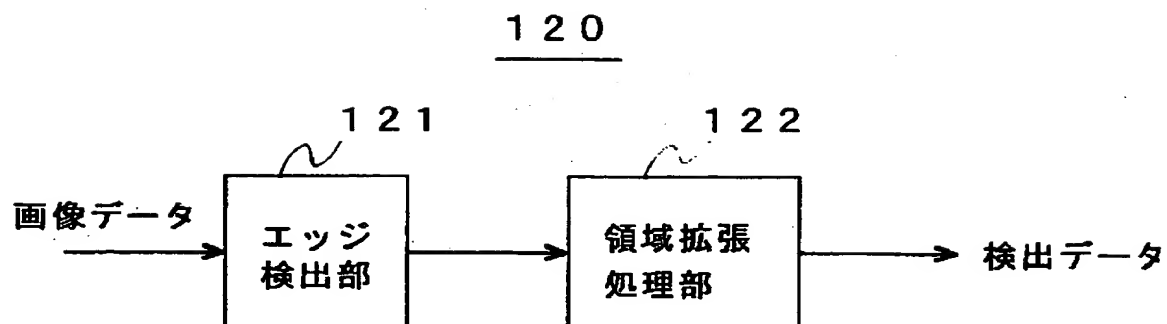 120
121
122
画像データ
エッジ
検出部
領域拡張
処理部
検出データ